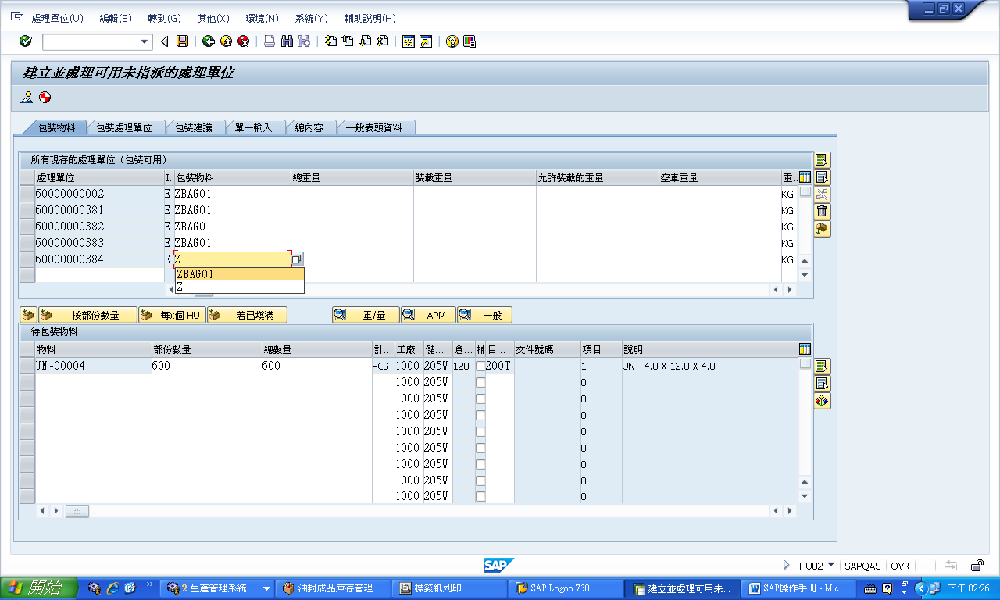 處理單位(U) 編輯(E) 轉到(G) 其他(X) 環境(N) 系統(Y) 輔助說明(H)
建立並處理可用未指派的處理單位
包裝物料 包裝處理單位 包裝建議 單一輸入 總內容 一般表頭資料
所有現存的處理單位（包裝可用）
處理單位 I. 包裝物料 總重量 裝載重量 允許裝載的重量 空車重量 重..
60000000002 E ZBAG01 KG
60000000381 E ZBAG01 KG
60000000382 E ZBAG01 KG
60000000383 E ZBAG01 KG
60000000384 E Z KG
ZBAG01
Z
按部份數量 每x個 HU 若已填滿 重/量 APM 一般
待包裝物料
物料 部份數量 總數量 計... 工廠 儲... 倉... 目... 文件號碼 項目 說明
UN-00004 600 600 PCS 1000 205W 120 200T 1 UN 4.0 X 12.0 X 4.0
1000 205W 0
1000 205W 0
1000 205W 0
1000 205W 0
1000 205W 0
1000 205W 0
1000 205W 0
1000 205W 0
SAP HU02 SAPQAS OVR
開始 2 生產管理系統 油封成品庫存管理... 標籤紙列印 SAP Logon 730 建立並處理可用未... SAP操作手冊 - Mic... 下午 02:26